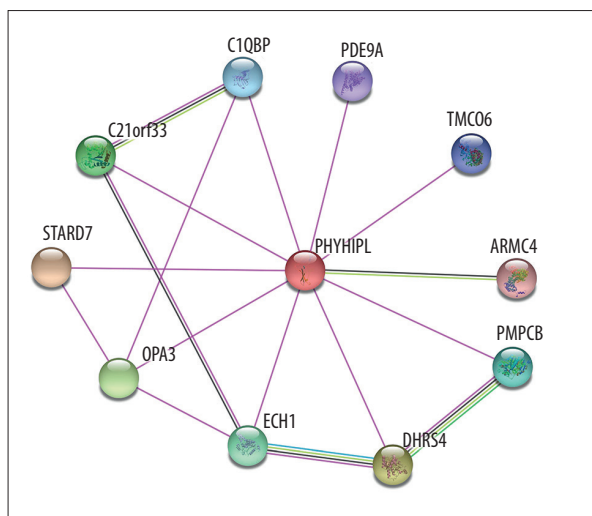 C1QBP
PDE9A
C21orf33
TMCO6
STARD7
PHYHIPL
ARMC4
PMPCB
OPA3
ECH1
DHRS4